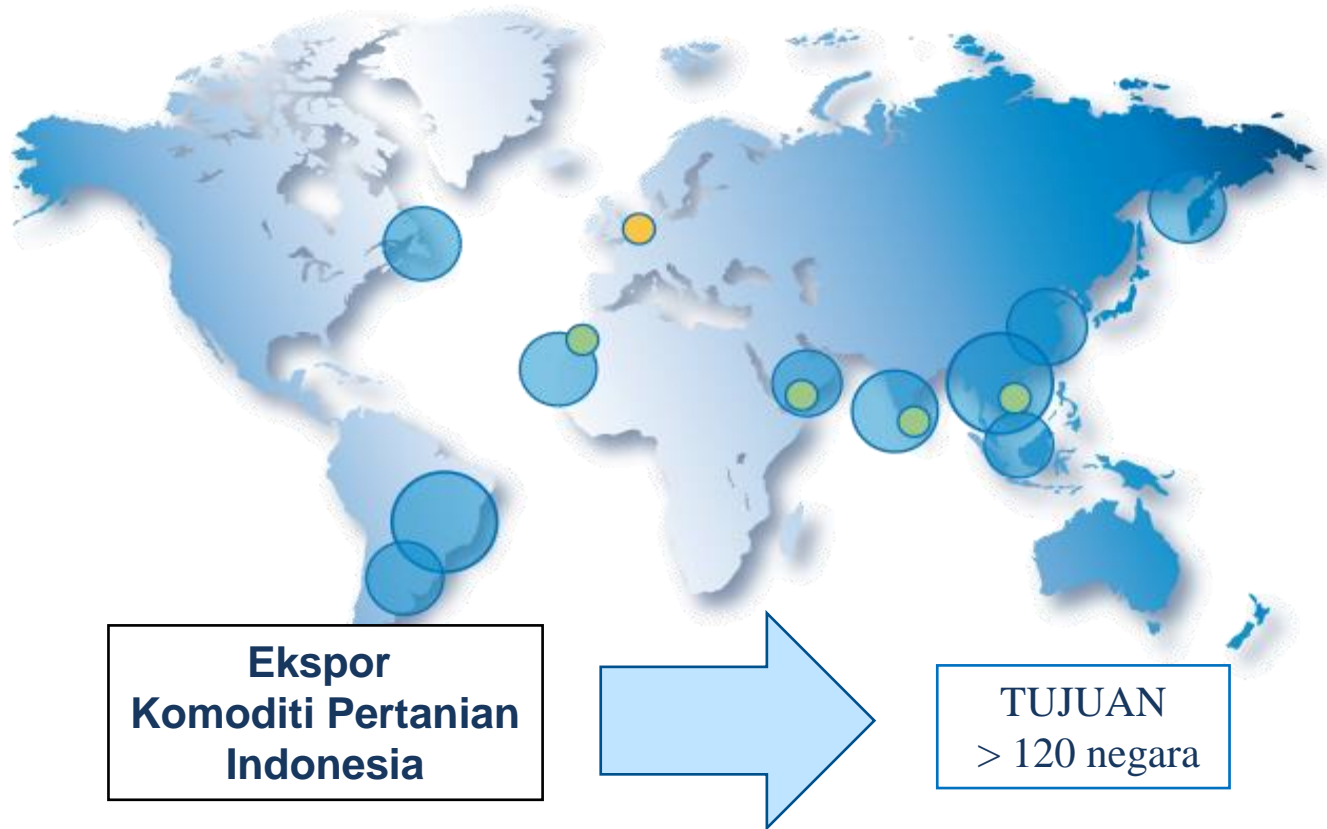 Ekspor
Komoditi Pertanian
Indonesia
TUJUAN
> 120 negara